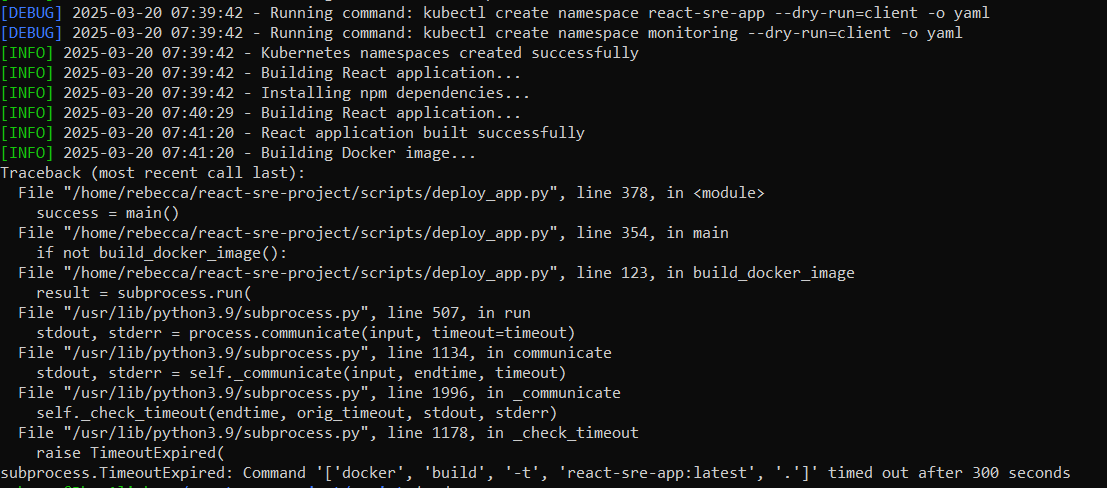 [DEBUG] 2025-03-20 07:39:42 - Running command: kubectl create namespace react-sre-app --dry-run=client -o yaml
[DEBUG] 2025-03-20 07:39:42 - Running command: kubectl create namespace monitoring --dry-run=client -o yaml
[INFO] 2025-03-20 07:39:42 - Kubernetes namespaces created successfully
[INFO] 2025-03-20 07:39:42 - Building React application...
[INFO] 2025-03-20 07:39:42 - Installing npm dependencies...
[INFO] 2025-03-20 07:40:29 - Building React application...
[INFO] 2025-03-20 07:41:20 - React application built successfully
[INFO] 2025-03-20 07:41:20 - Building Docker image...
Traceback (most recent call last):
  File "/home/rebecca/react-sre-project/scripts/deploy_app.py", line 378, in <module>
    success = main()
  File "/home/rebecca/react-sre-project/scripts/deploy_app.py", line 354, in main
    if not build_docker_image():
  File "/home/rebecca/react-sre-project/scripts/deploy_app.py", line 123, in build_docker_image
    result = subprocess.run(
  File "/usr/lib/python3.9/subprocess.py", line 507, in run
    stdout, stderr = process.communicate(input, timeout=timeout)
  File "/usr/lib/python3.9/subprocess.py", line 1134, in communicate
    stdout, stderr = self._communicate(input, endtime, timeout)
  File "/usr/lib/python3.9/subprocess.py", line 1996, in _communicate
    self._check_timeout(endtime, orig_timeout, stdout, stderr)
  File "/usr/lib/python3.9/subprocess.py", line 1178, in _check_timeout
    raise TimeoutExpired(
subprocess.TimeoutExpired: Command '['docker', 'build', '-t', 'react-sre-app:latest', '.']' timed out after 300 seconds